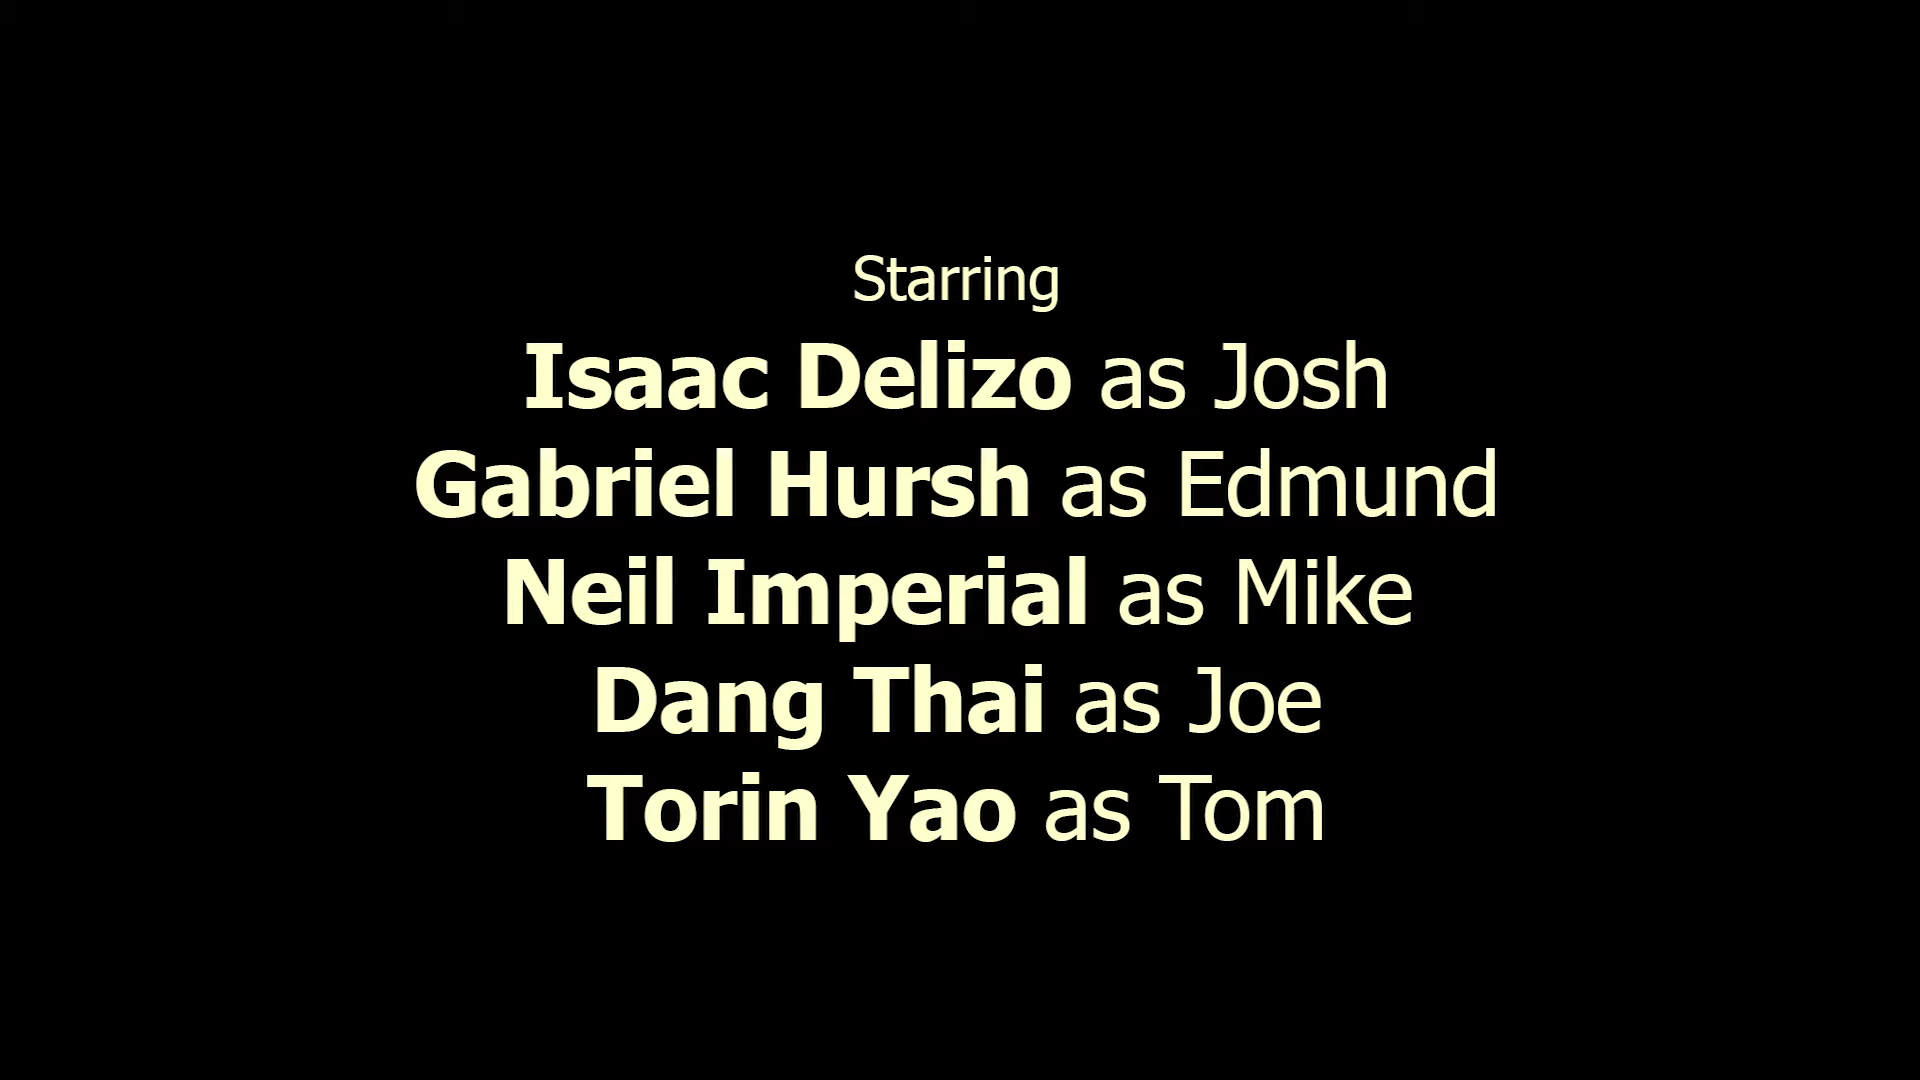 Starring
Isaac Delizo as Josh
Gabriel Hursh as Edmund
Neil Imperial as Mike
Dang Thai as Joe
Torin Yao as Tom